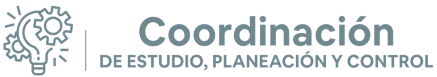 Coordinación
DE ESTUDIO, PLANEACIÓN Y CONTROL